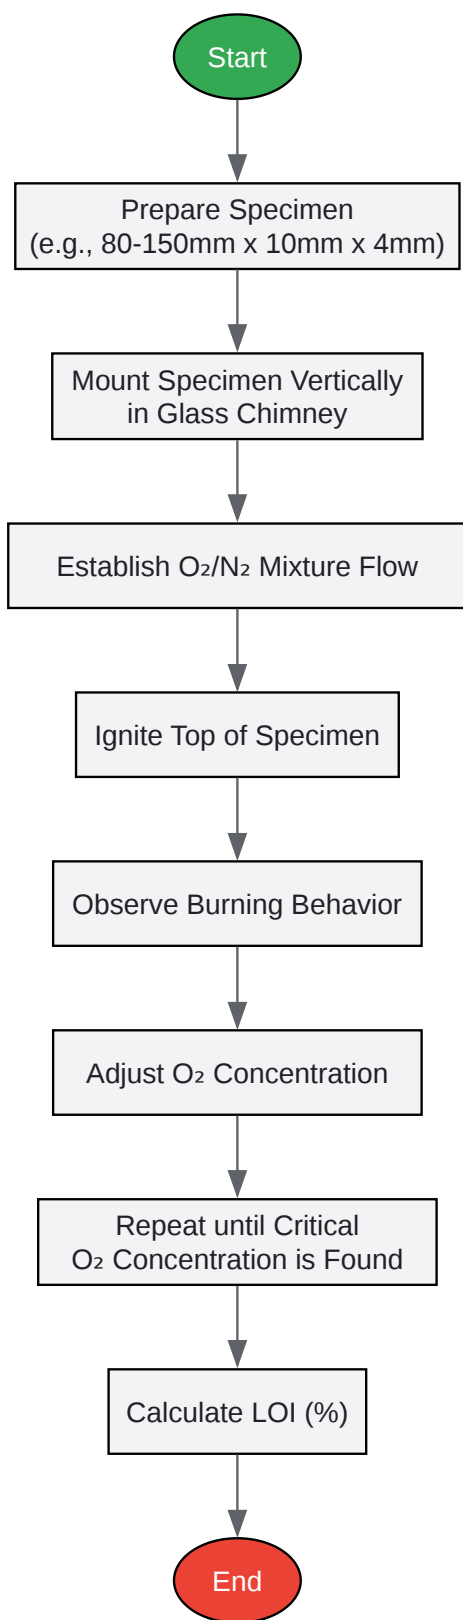 Start
Prepare Specimen
(e.g., 80-150mm x 10mm x 4mm)
Mount Specimen Vertically
in Glass Chimney
Establish O₂/N₂ Mixture Flow
Ignite Top of Specimen
Observe Burning Behavior
Adjust O₂ Concentration
Repeat until Critical
O₂ Concentration is Found
Calculate LOI (%)
End